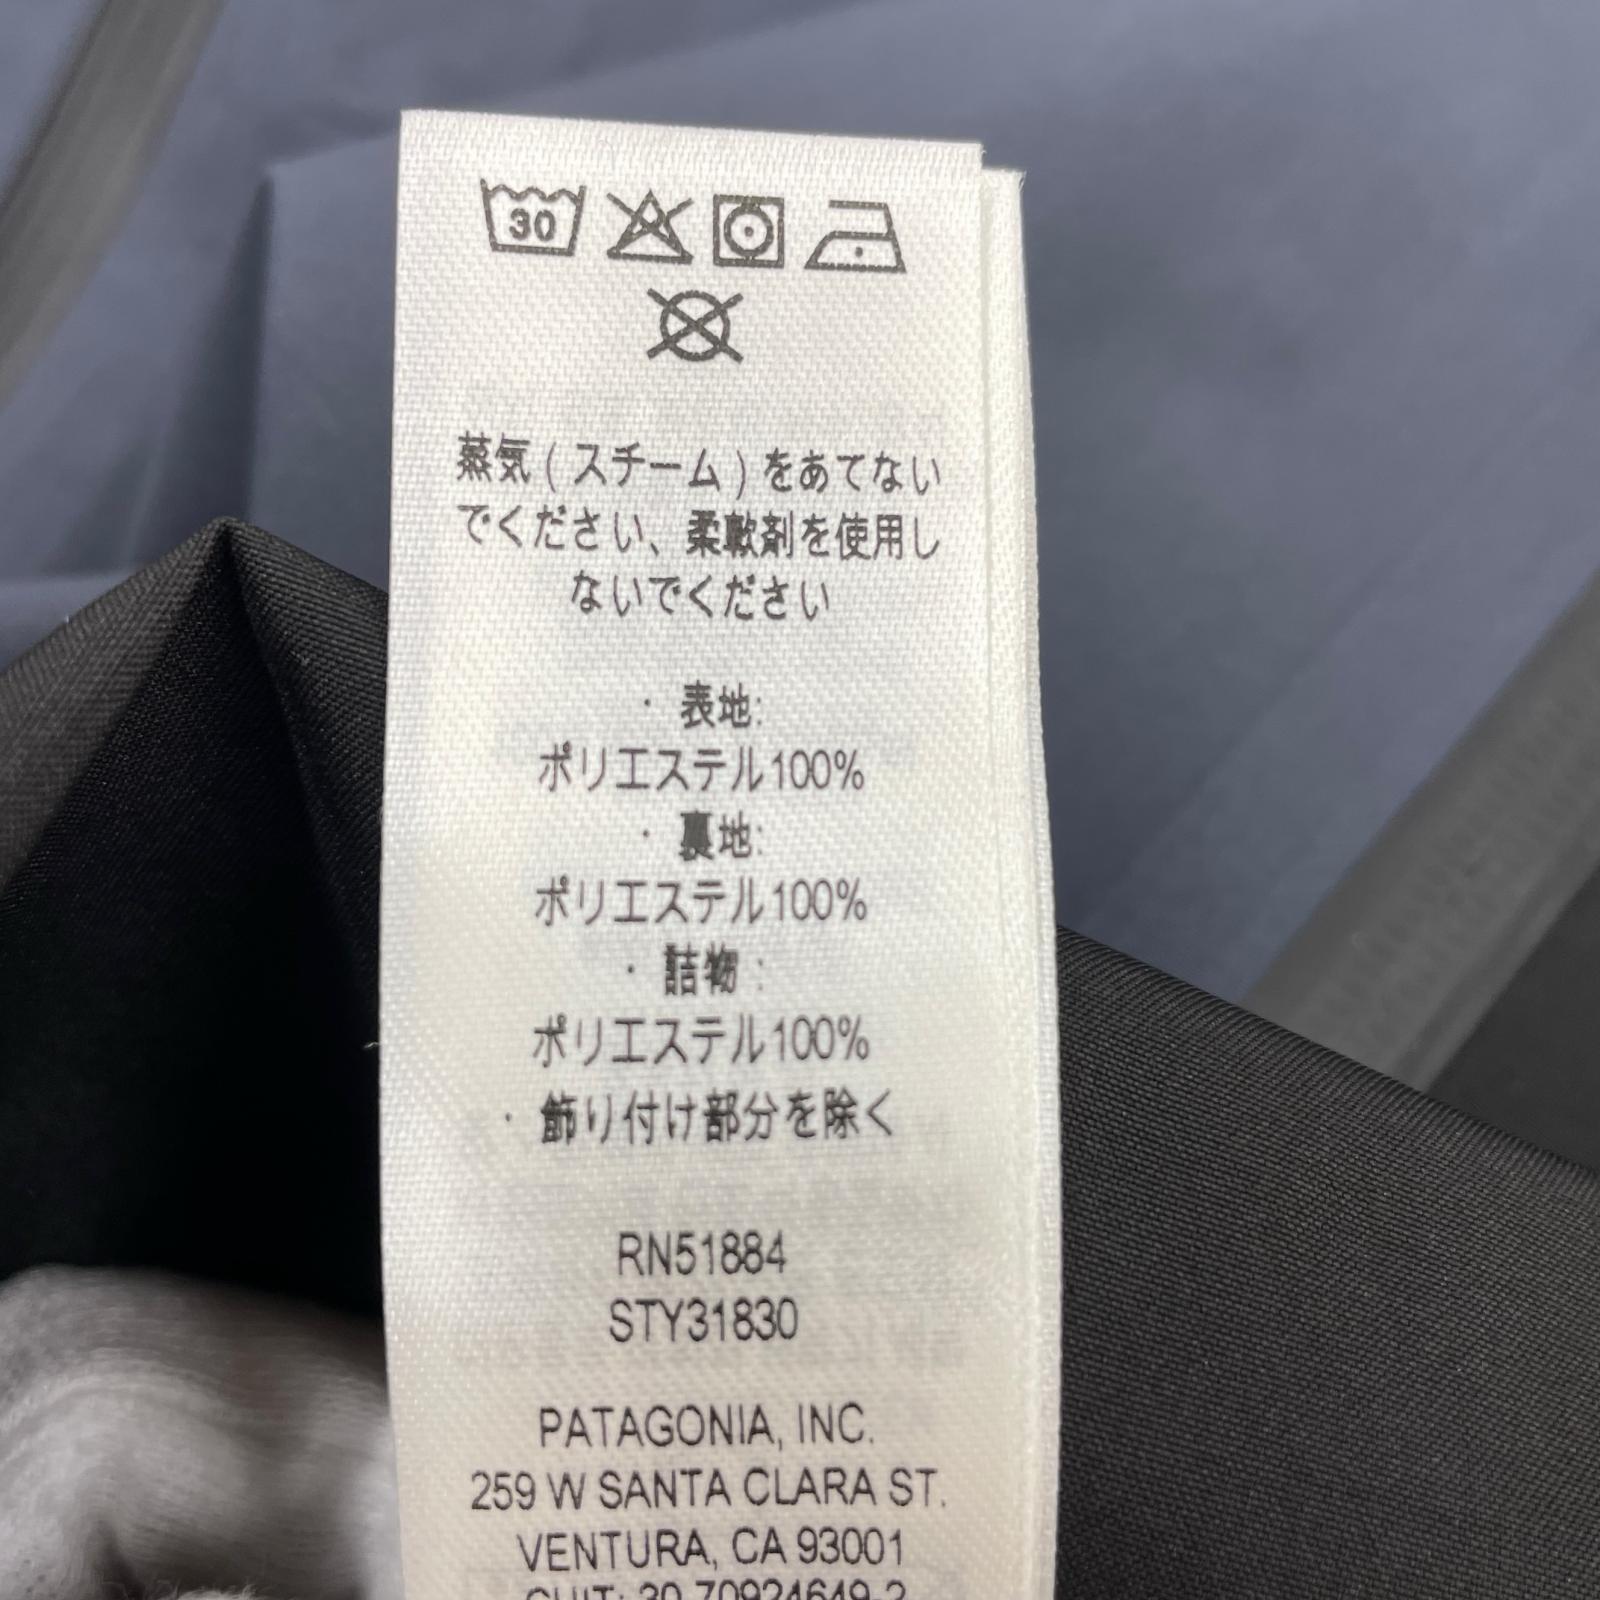 30
蒸気(スチーム)をあてない
でください、柔軟剤を使用し
ないでください
・表地:
ポリエステル100%
・裏地:
ポリエステル100%
・詰物:
ポリエステル100%
・飾り付け部分を除く
RN51884
STY31830
PATAGONIA, INC.
259 W SANTA CLARA ST.
VENTURA, CA 93001
CUIT: 30-70924649-2